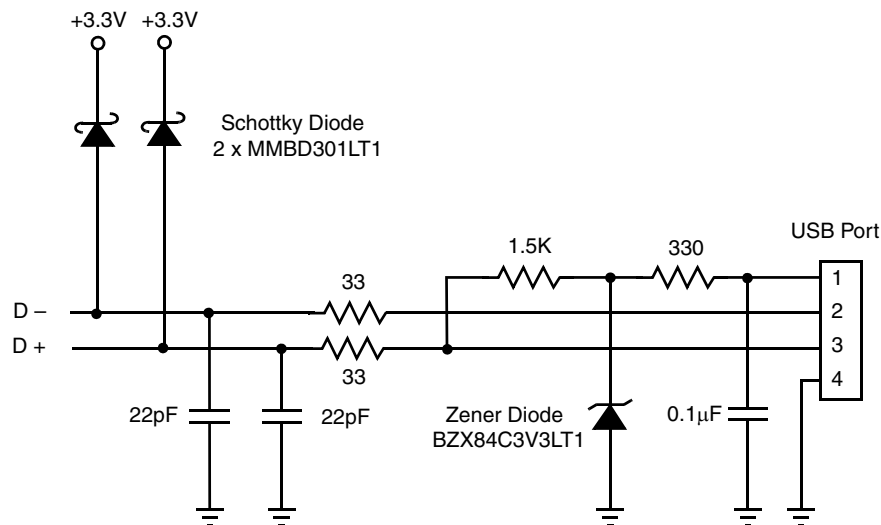 +3.3V +3.3V
Schottky Diode
2 x MMBD301LT1
USB Port
1.5K
330
1
33
D –
2
D +
3
33
4
22pF
22pF
Zener Diode
BZX84C3V3LT1
0.1μF